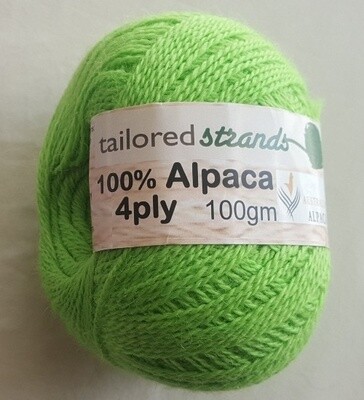 tailored strands
100% Alpaca
4ply 100gm